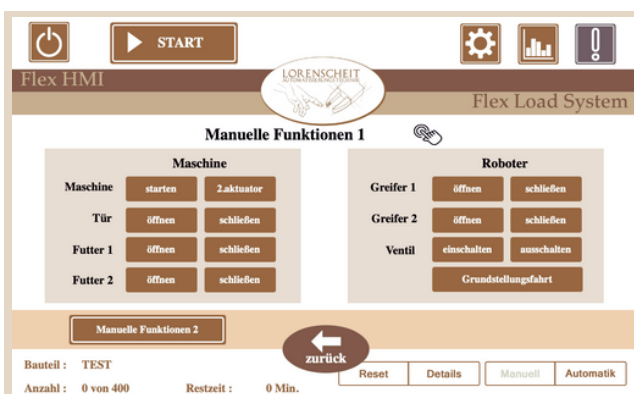 START
Flex HMI
LORENSCHEIT
AUTOMATISIERUNGSTECHNIK
Flex Load System
Manuelle Funktionen 1
Maschine
Maschine starten 2.aktuator
Tür öffnen schließen
Futter 1 öffnen schließen
Futter 2 öffnen schließen
Roboter
Greifer 1 öffnen schließen
Greifer 2 öffnen schließen
Ventil einschalten ausschalten
Grundstellungsfahrt
Manuelle Funktionen 2
zurück
Bauteil : TEST
Reset Details Manuell Automatik
Anzahl : 0 von 400 Restzeit : 0 Min.